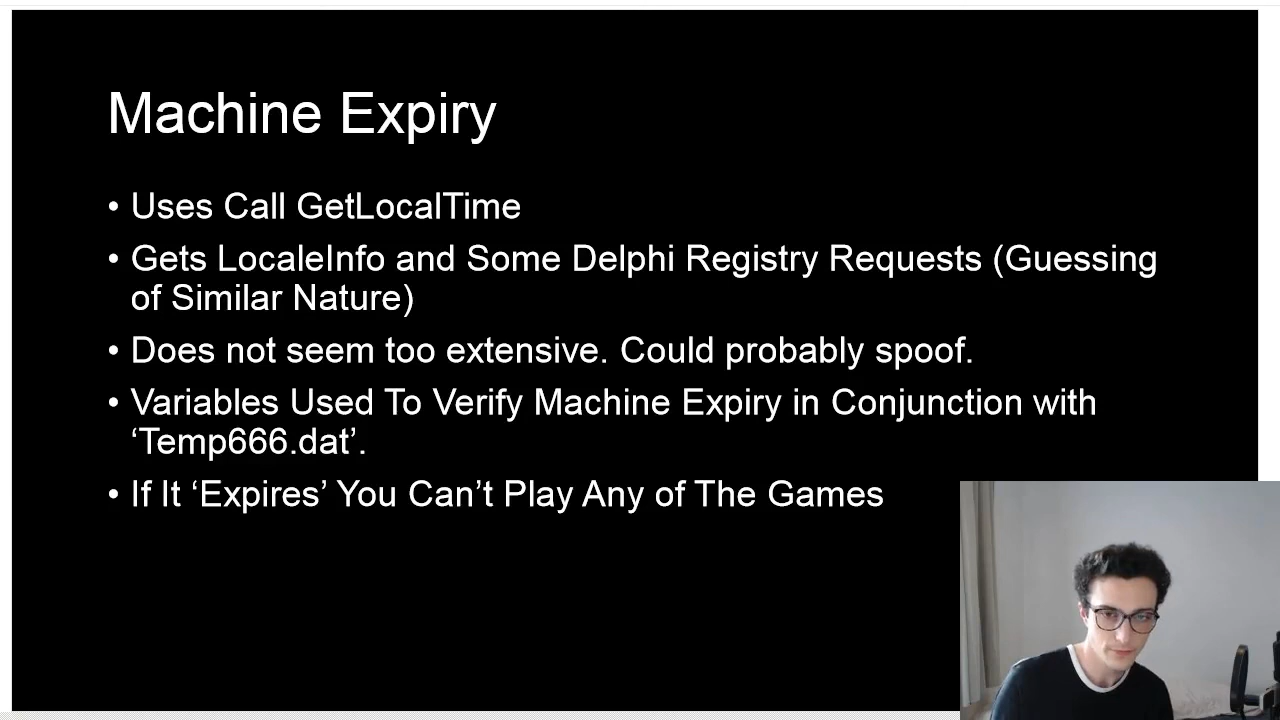 Machine Expiry
• Uses Call GetLocalTime
• Gets LocaleInfo and Some Delphi Registry Requests (Guessing
of Similar Nature)
• Does not seem too extensive. Could probably spoof.
• Variables Used To Verify Machine Expiry in Conjunction with
‘Temp666.dat’.
• If It ‘Expires’ You Can’t Play Any of The Games